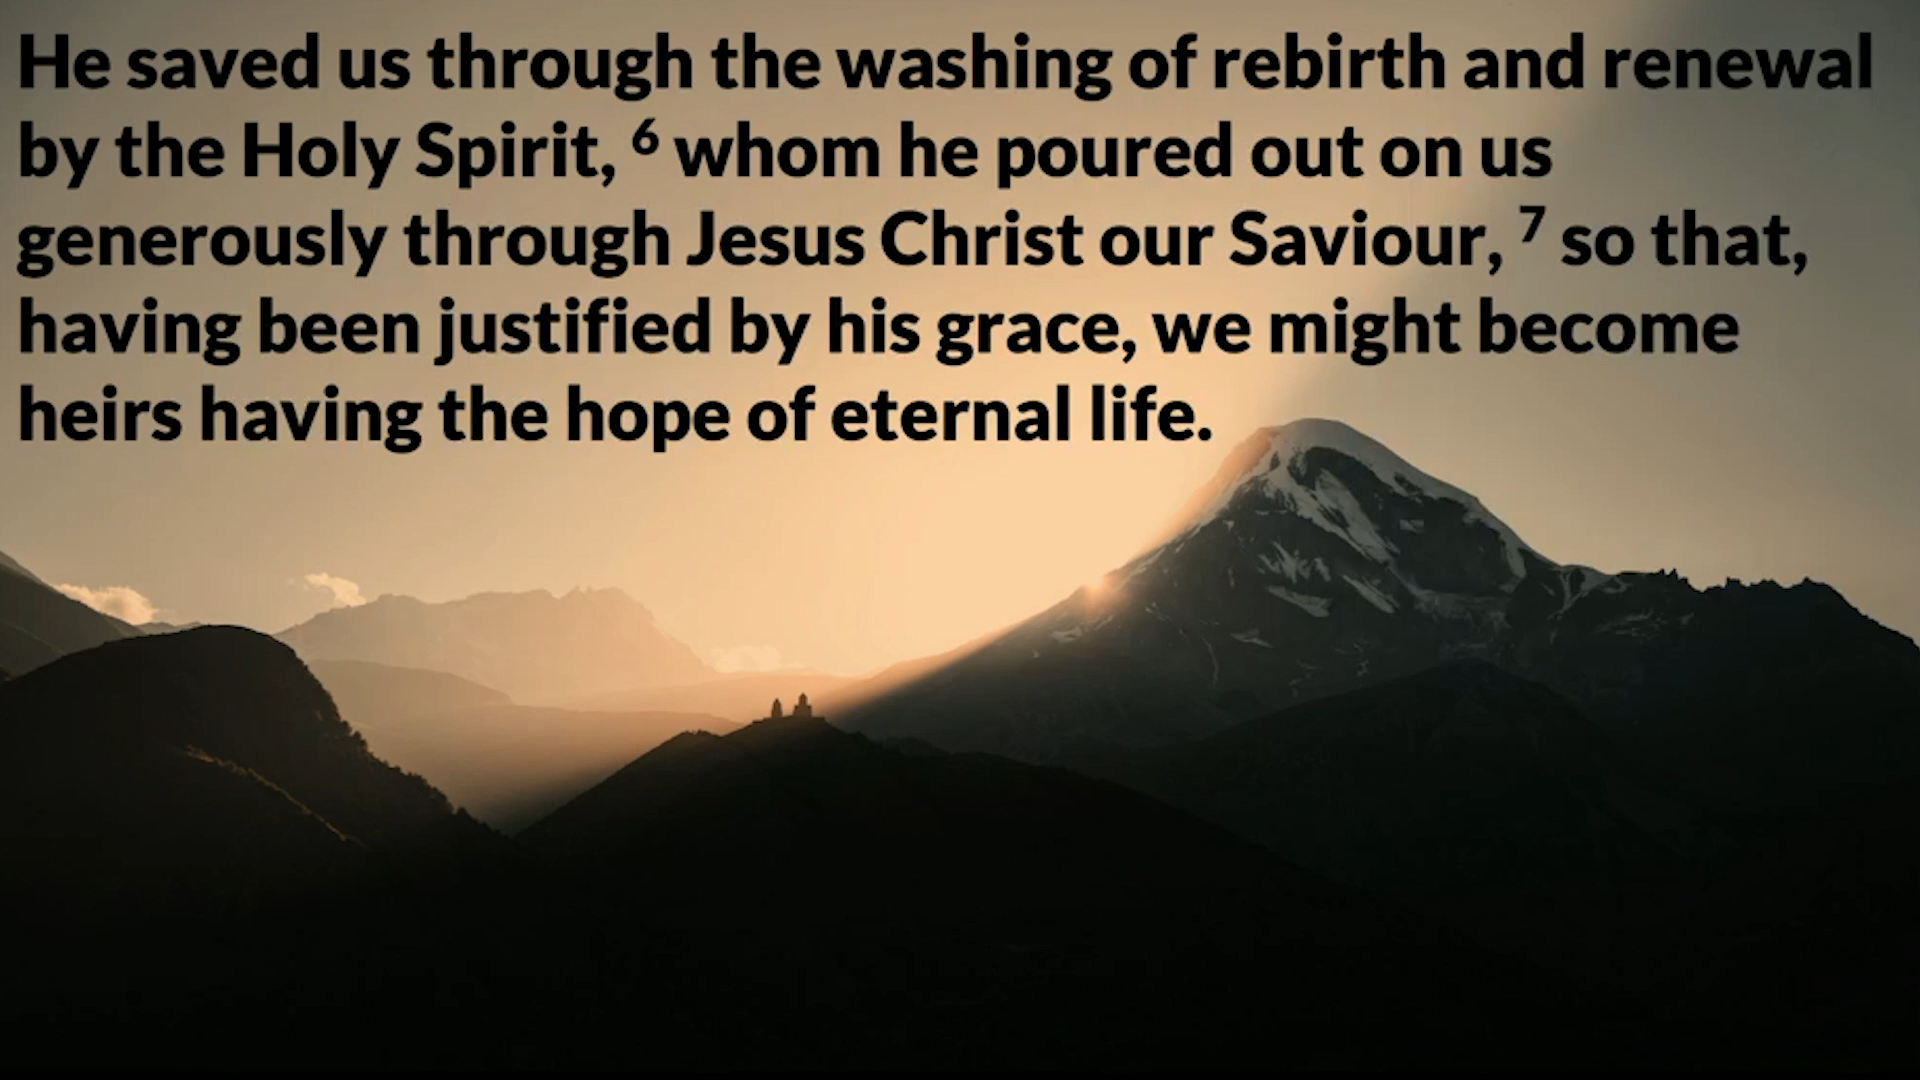 He saved us through the washing of rebirth and renewal
by the Holy Spirit, ⁶ whom he poured out on us
generously through Jesus Christ our Saviour, ⁷ so that,
having been justified by his grace, we might become
heirs having the hope of eternal life.